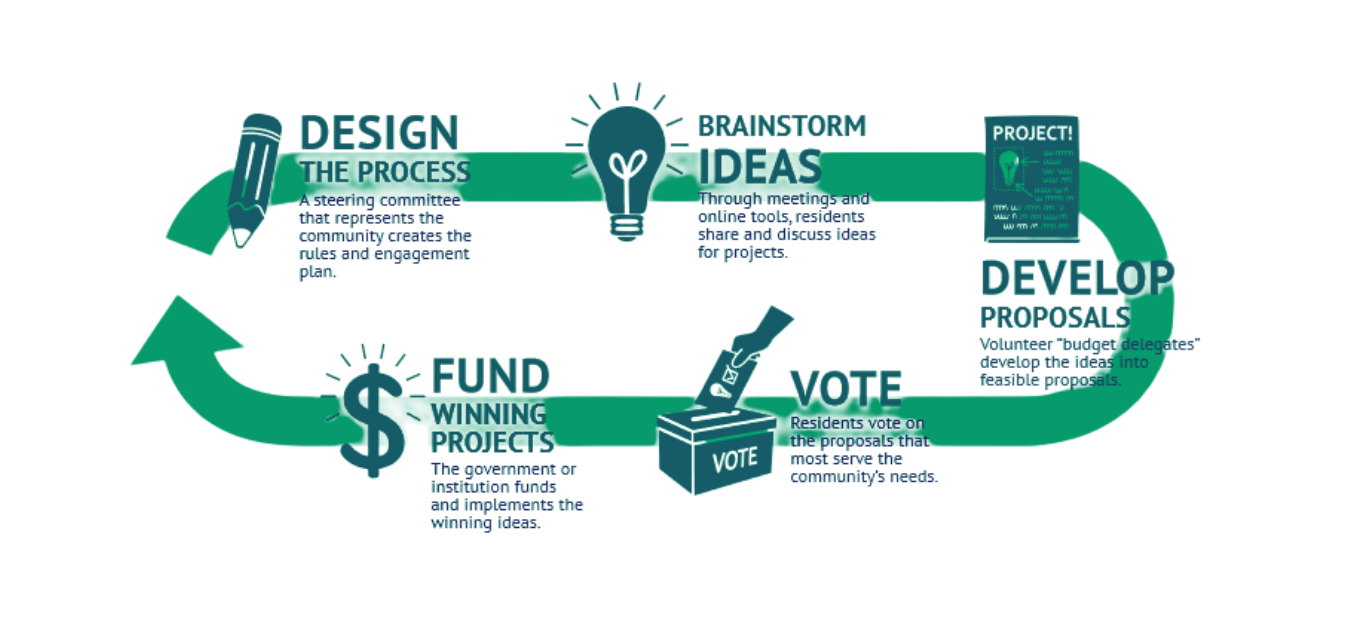 DESIGN
THE PROCESS
A steering committee
that represents the
community creates the
rules and engagement
plan.
BRAINSTORM
IDEAS
Through meetings and
online tools, residents
share and discuss ideas
for projects.
PROJECT!
DEVELOP
PROPOSALS
Volunteer “budget delegates”
develop the ideas into
feasible proposals.
VOTE
VOTE
Residents vote on
the proposals that
most serve the
community’s needs.
FUND
WINNING
PROJECTS
The government or
institution funds
and implements the
winning ideas.